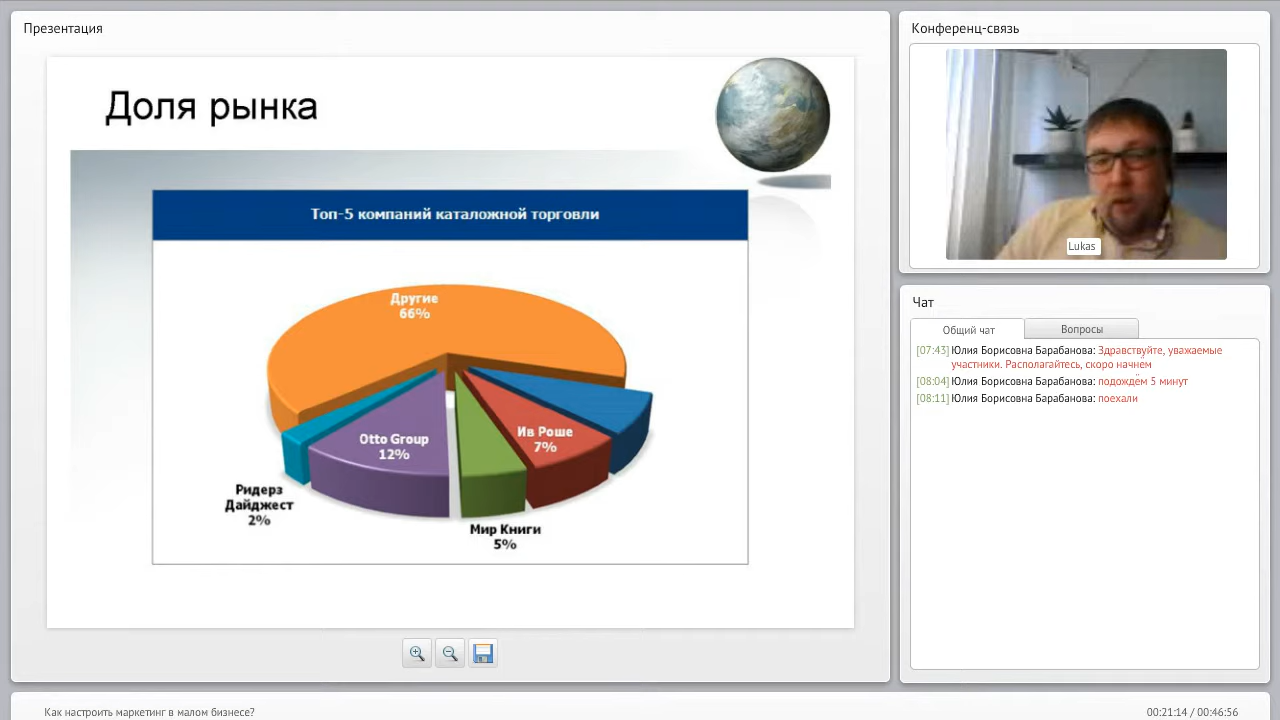 Презентация
Доля рынка
Топ-5 компаний каталожной торговли
Другие
66%
Otto Group
12%
Ив Роше
7%
Ридерз
Дайджест
2%
Мир Книги
5%
Конференц-связь
Lukas
Чат
Общий чат
Вопросы
[07:43] Юлия Борисовна Барабанова: Здравствуйте, уважаемые
участники. Располагайтесь, скоро начнём
[08:04] Юлия Борисовна Барабанова: подождём 5 минут
[08:11] Юлия Борисовна Барабанова: поехали
Как настроить маркетинг в малом бизнесе?
00:21:14 / 00:46:56